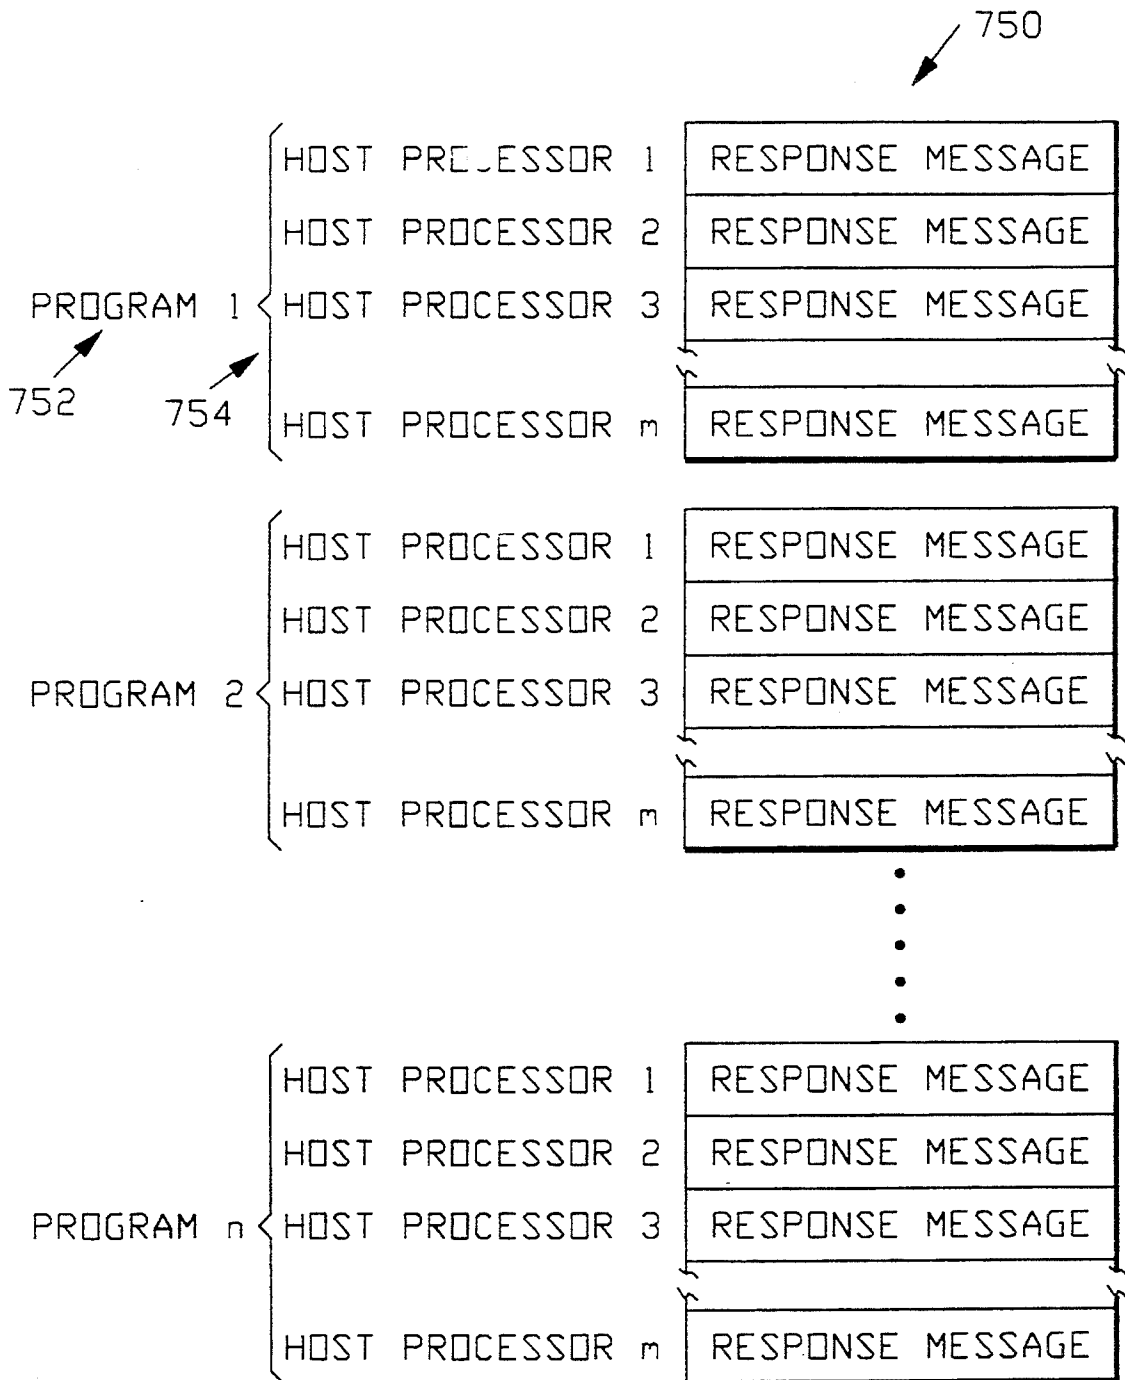 750
HOST PROCESSOR 1 RESPONSE MESSAGE
HOST PROCESSOR 2 RESPONSE MESSAGE
PROGRAM 1 HOST PROCESSOR 3 RESPONSE MESSAGE
752 754 HOST PROCESSOR m RESPONSE MESSAGE
HOST PROCESSOR 1 RESPONSE MESSAGE
HOST PROCESSOR 2 RESPONSE MESSAGE
PROGRAM 2 HOST PROCESSOR 3 RESPONSE MESSAGE
HOST PROCESSOR m RESPONSE MESSAGE
HOST PROCESSOR 1 RESPONSE MESSAGE
HOST PROCESSOR 2 RESPONSE MESSAGE
PROGRAM n HOST PROCESSOR 3 RESPONSE MESSAGE
HOST PROCESSOR m RESPONSE MESSAGE